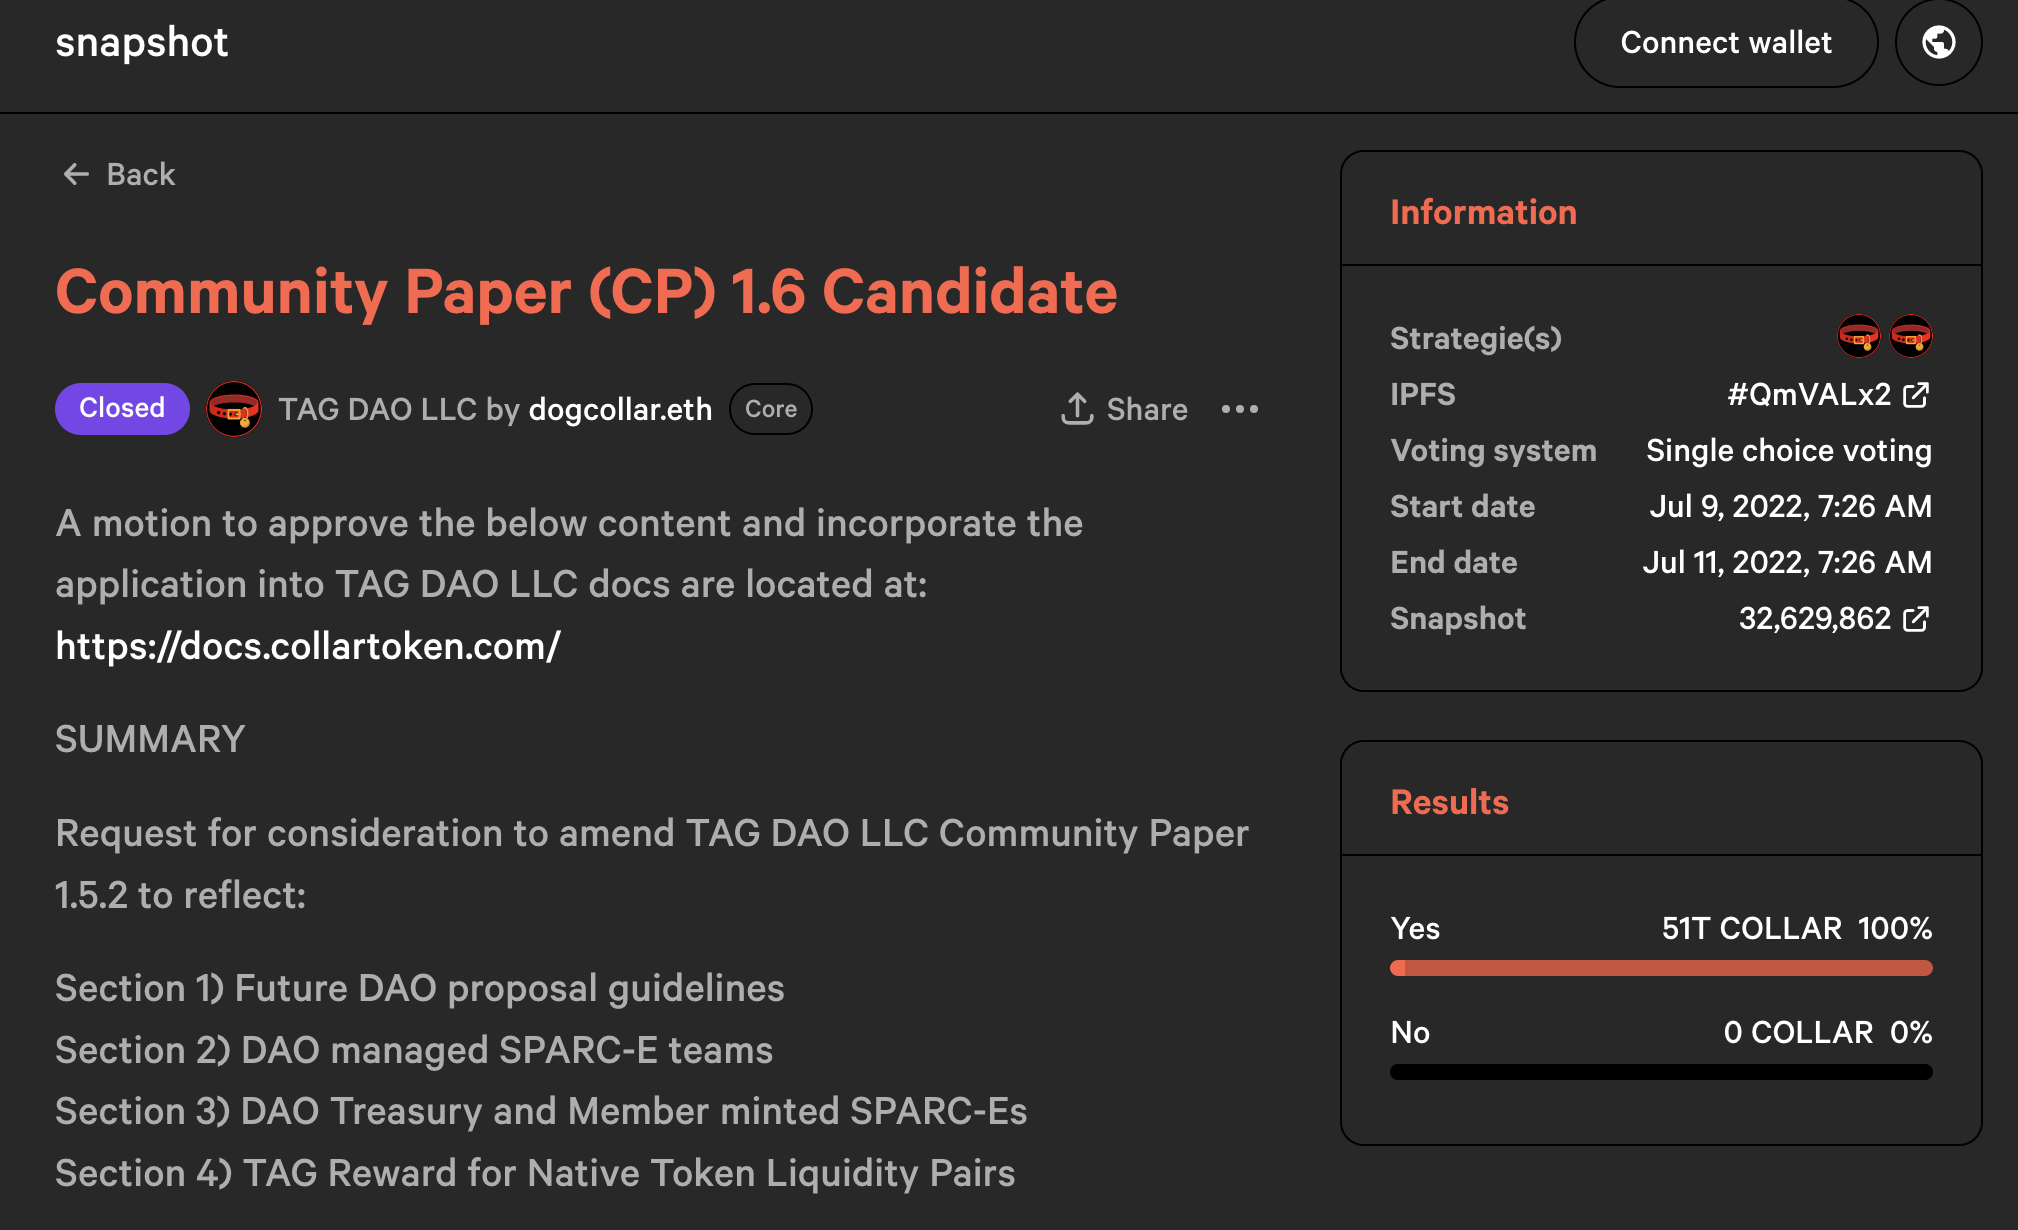 snapshot
Connect wallet
Back
Community Paper (CP) 1.6 Candidate
Closed TAG DAO LLC by dogcollar.eth Core Share
A motion to approve the below content and incorporate the
application into TAG DAO LLC docs are located at:
https://docs.collartoken.com/
SUMMARY
Request for consideration to amend TAG DAO LLC Community Paper
1.5.2 to reflect:
Section 1) Future DAO proposal guidelines
Section 2) DAO managed SPARC-E teams
Section 3) DAO Treasury and Member minted SPARC-Es
Section 4) TAG Reward for Native Token Liquidity Pairs
Information
Strategie(s)
IPFS #QmVALx2
Voting system Single choice voting
Start date Jul 9, 2022, 7:26 AM
End date Jul 11, 2022, 7:26 AM
Snapshot 32,629,862
Results
Yes 51T COLLAR 100%
No 0 COLLAR 0%